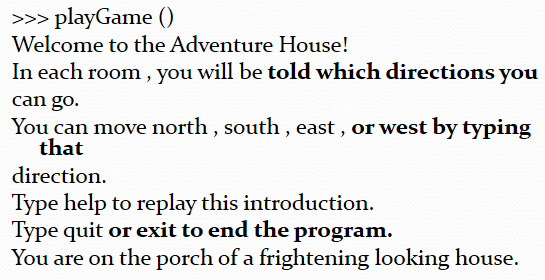 >>> playGame ()
Welcome to the Adventure House!
In each room , you will be told which directions you
can go.
You can move north , south , east , or west by typing
that
direction.
Type help to replay this introduction.
Type quit or exit to end the program.
You are on the porch of a frightening looking house.